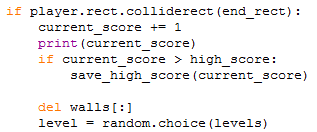 if player.rect.colliderect(end_rect):
    current_score += 1
    print(current_score)
    if current_score > high_score:
        save_high_score(current_score)

    del walls[:]
    level = random.choice(levels)